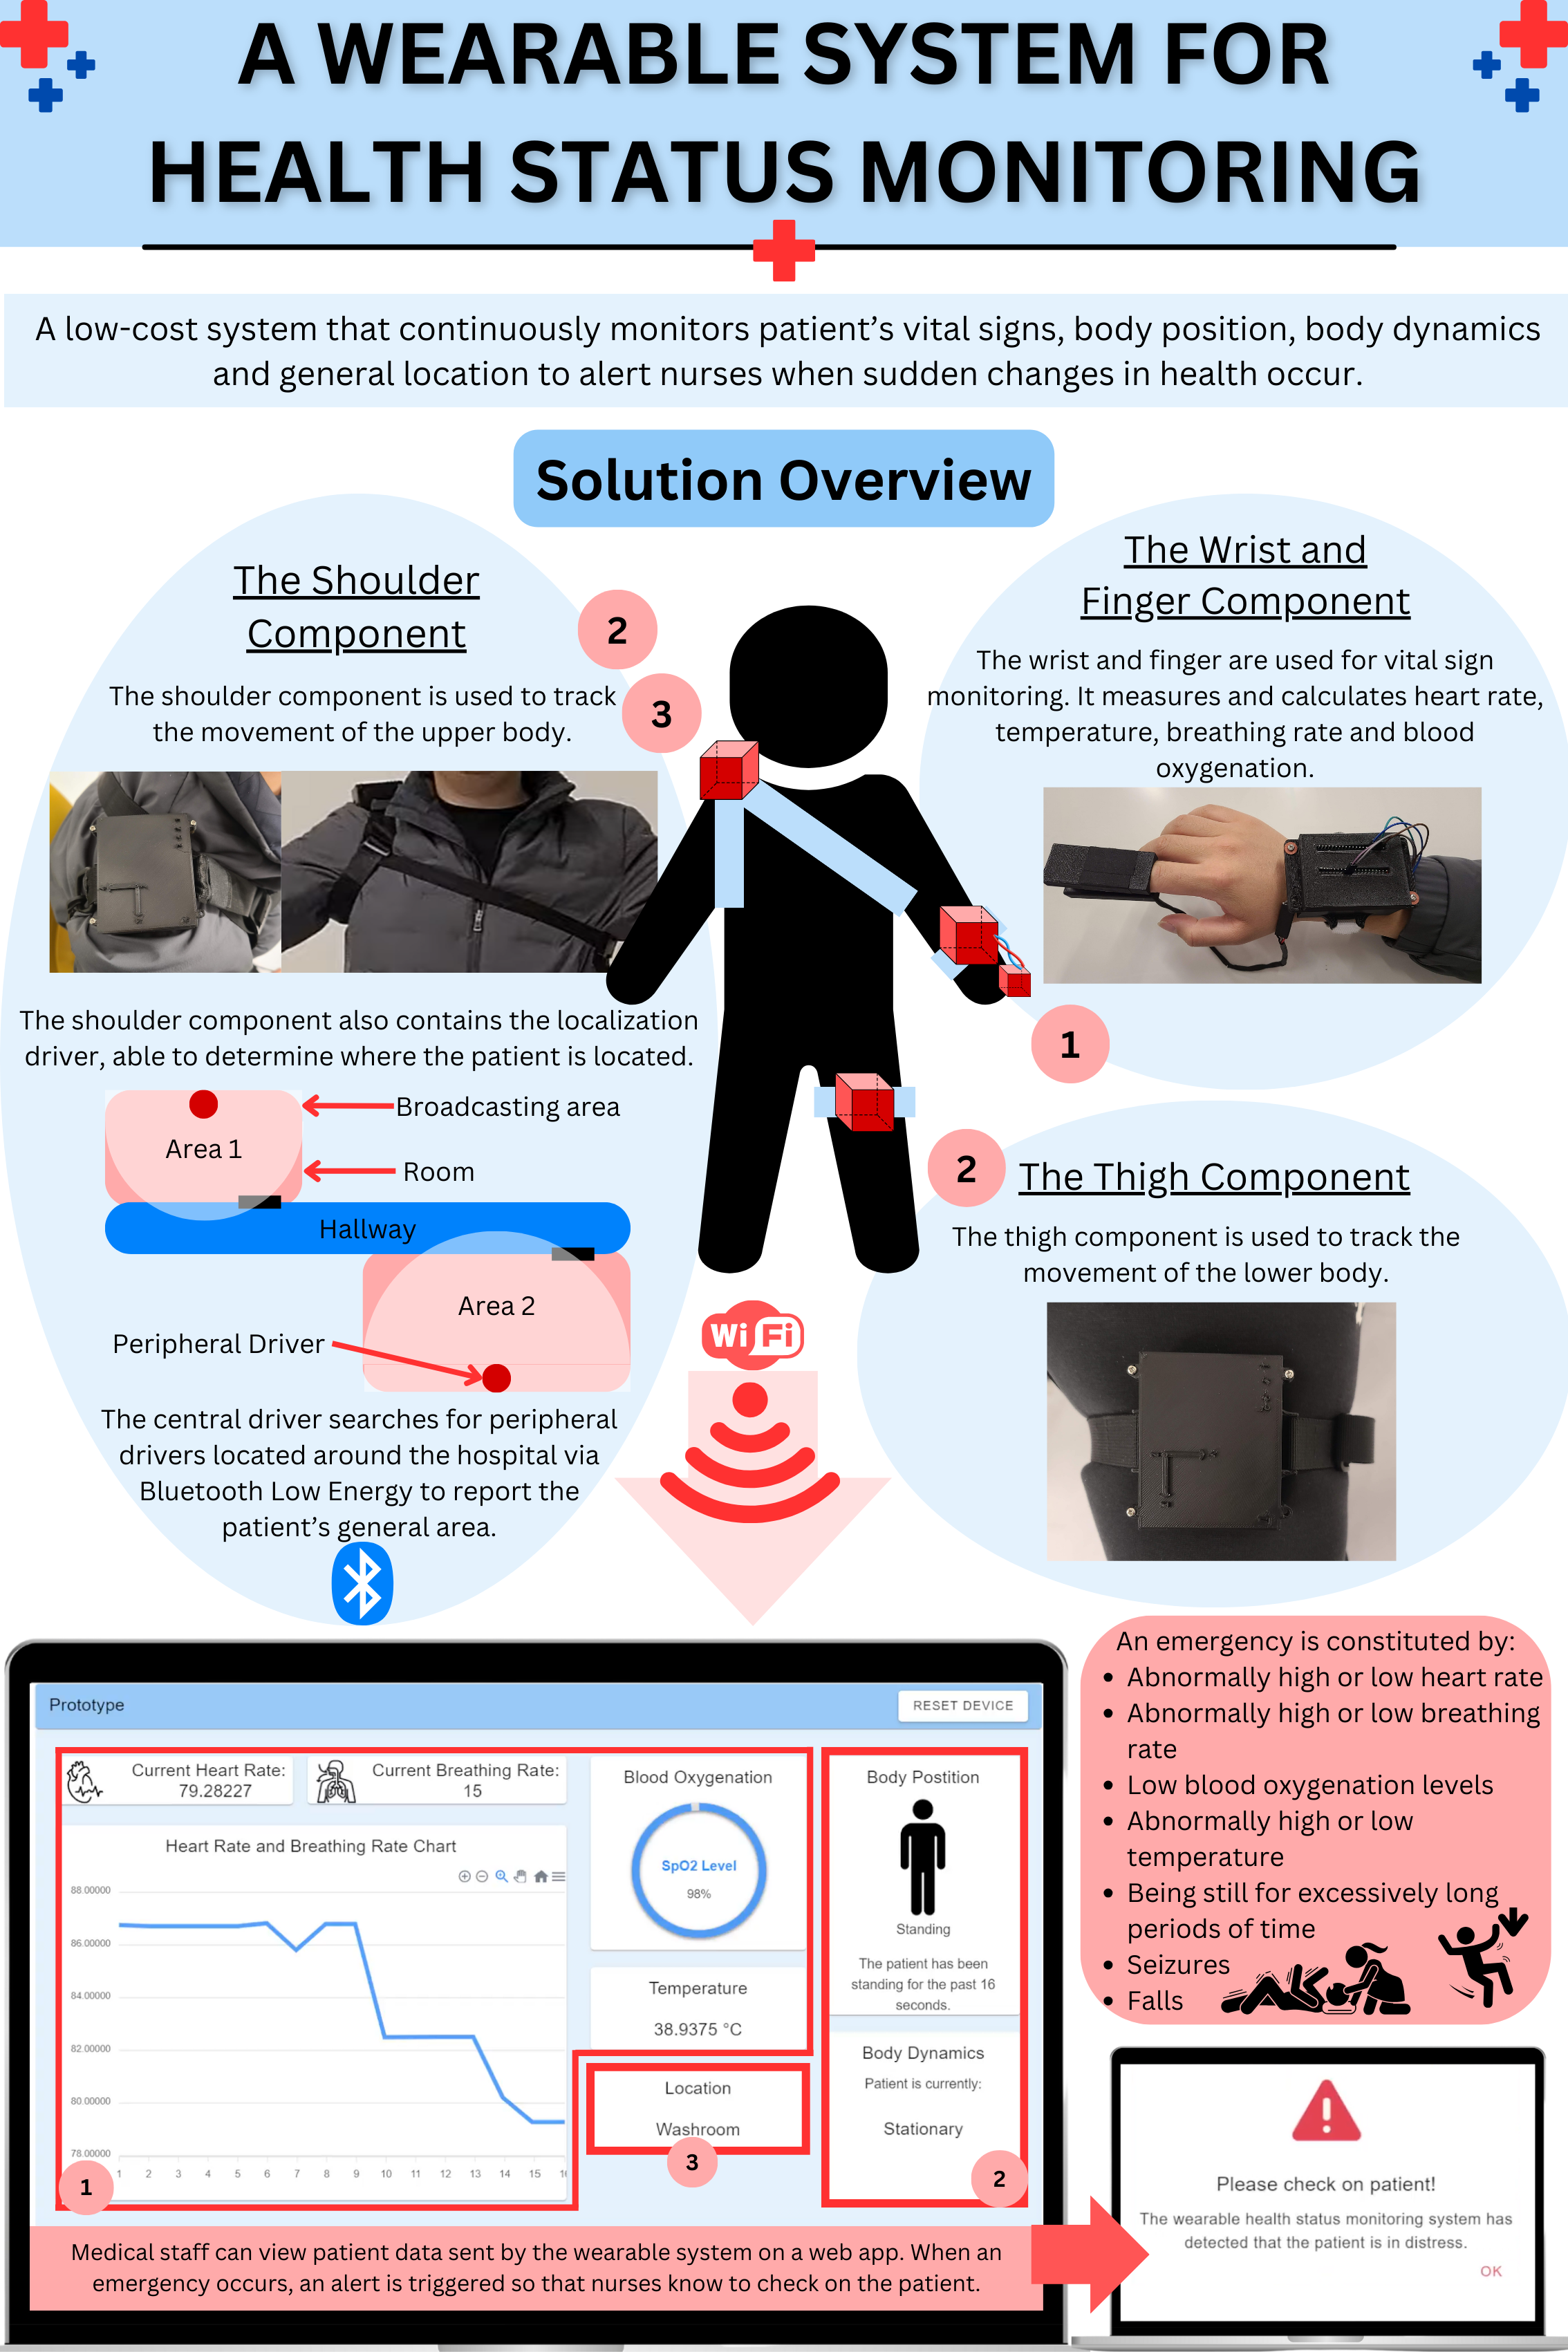 A WEARABLE SYSTEM FOR
HEALTH STATUS MONITORING
A low-cost system that continuously monitors patient’s vital signs, body position, body dynamics
and general location to alert nurses when sudden changes in health occur.
Solution Overview
The Shoulder
Component
The shoulder component is used to track
the movement of the upper body.
2
3
The Wrist and
Finger Component
The wrist and finger are used for vital sign
monitoring. It measures and calculates heart rate,
temperature, breathing rate and blood
oxygenation.
1
The shoulder component also contains the localization
driver, able to determine where the patient is located.
Broadcasting area
Area 1
Room
Hallway
Area 2
Peripheral Driver
The central driver searches for peripheral
drivers located around the hospital via
Bluetooth Low Energy to report the
patient’s general area.
2
The Thigh Component
The thigh component is used to track the
movement of the lower body.
Wi Fi
An emergency is constituted by:
• Abnormally high or low heart rate
• Abnormally high or low breathing
rate
• Low blood oxygenation levels
• Abnormally high or low
temperature
• Being still for excessively long
periods of time
• Seizures
• Falls
Prototype
RESET DEVICE
Current Heart Rate:
79.28227
Current Breathing Rate:
15
Heart Rate and Breathing Rate Chart
88.00000
86.00000
84.00000
82.00000
80.00000
78.00000
1 2 3 4 5 6 7 8 9 10 11 12 13 14 15
1
Blood Oxygenation
SpO2 Level
98%
Temperature
38.9375 °C
Location
Washroom
3
Body Postition
Standing
The patient has been
standing for the past 16
seconds.
Body Dynamics
Patient is currently:
Stationary
2
Medical staff can view patient data sent by the wearable system on a web app. When an
emergency occurs, an alert is triggered so that nurses know to check on the patient.
Please check on patient!
The wearable health status monitoring system has
detected that the patient is in distress.
OK